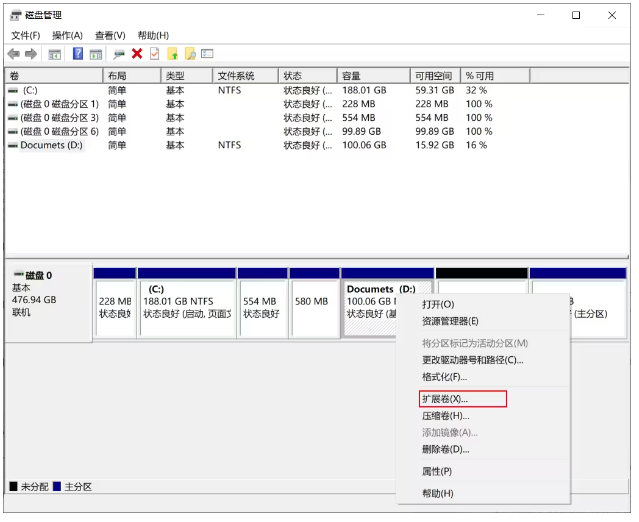 磁盘管理
文件(F) 操作(A) 查看(V) 帮助(H)
卷 布局 类型 文件系统 状态 容量 可用空间 % 可用
(C:) 简单 基本 NTFS 状态良好 (... 188.01 GB 59.31 GB 32 %
(磁盘 0 磁盘分区 1) 简单 基本 状态良好 (... 228 MB 228 MB 100 %
(磁盘 0 磁盘分区 3) 简单 基本 状态良好 (... 554 MB 554 MB 100 %
(磁盘 0 磁盘分区 6) 简单 基本 状态良好 (... 99.89 GB 99.89 GB 100 %
Documets (D:) 简单 基本 NTFS 状态良好 (... 100.06 GB 15.92 GB 16 %
磁盘 0
基本
476.94 GB
联机
228 MB
状态良好
(C:)
188.01 GB NTFS
状态良好 (启动, 页面文
554 MB
状态良好
580 MB
Documets (D:)
100.06 GB
状态良好 (基
(主分区)
打开(O)
资源管理器(E)
将分区标记为活动分区(M)
更改驱动器号和路径(C)...
格式化(F)...
扩展卷(X)...
压缩卷(H)...
添加镜像(A)...
删除卷(D)...
属性(P)
帮助(H)
未分配 主分区